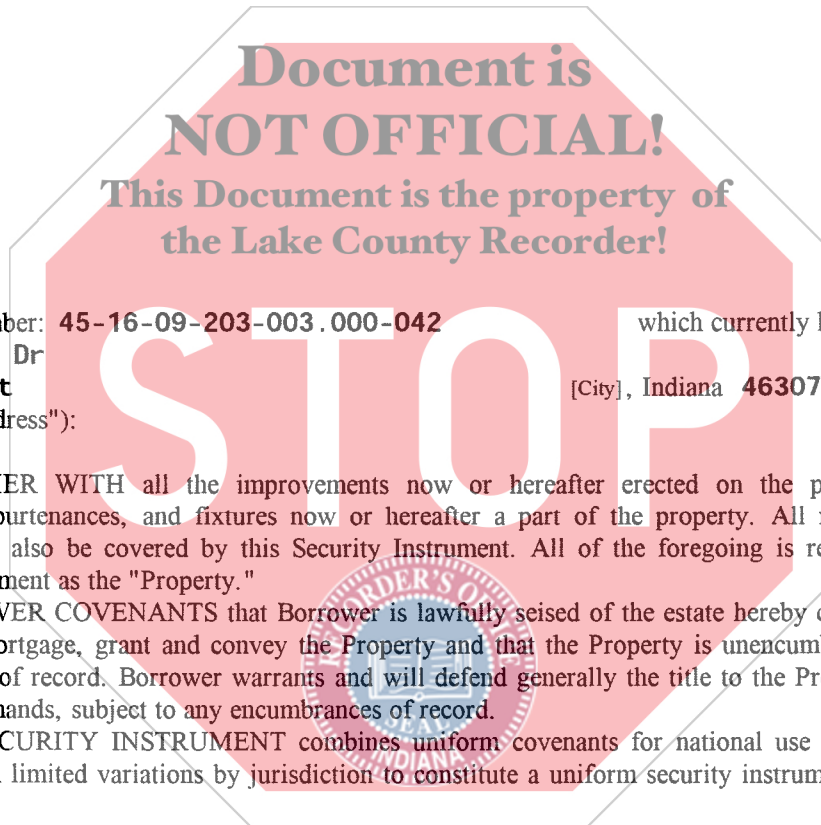 Document is
NOT OFFICIAL!
This Document is the property of
the Lake County Recorder!
STOP
ber: 45-16-09-203-003.000-042 which currently
Dr
[City], Indiana 46307
dress"):
ER WITH all the improvements now or hereafter erected on the p
purtenances, and fixtures now or hereafter a part of the property. All
also be covered by this Security Instrument. All of the foregoing is re
ment as the "Property."
VER COVENANTS that Borrower is lawfully seised of the estate hereby
ortgage, grant and convey the Property and that the Property is unencumb
of record. Borrower warrants and will defend generally the title to the Pr
ands, subject to any encumbrances of record.
CURITY INSTRUMENT combines uniform covenants for national use
limited variations by jurisdiction to constitute a uniform security instrum
RECORDER'S OFFICE
SEAL
INDIANA